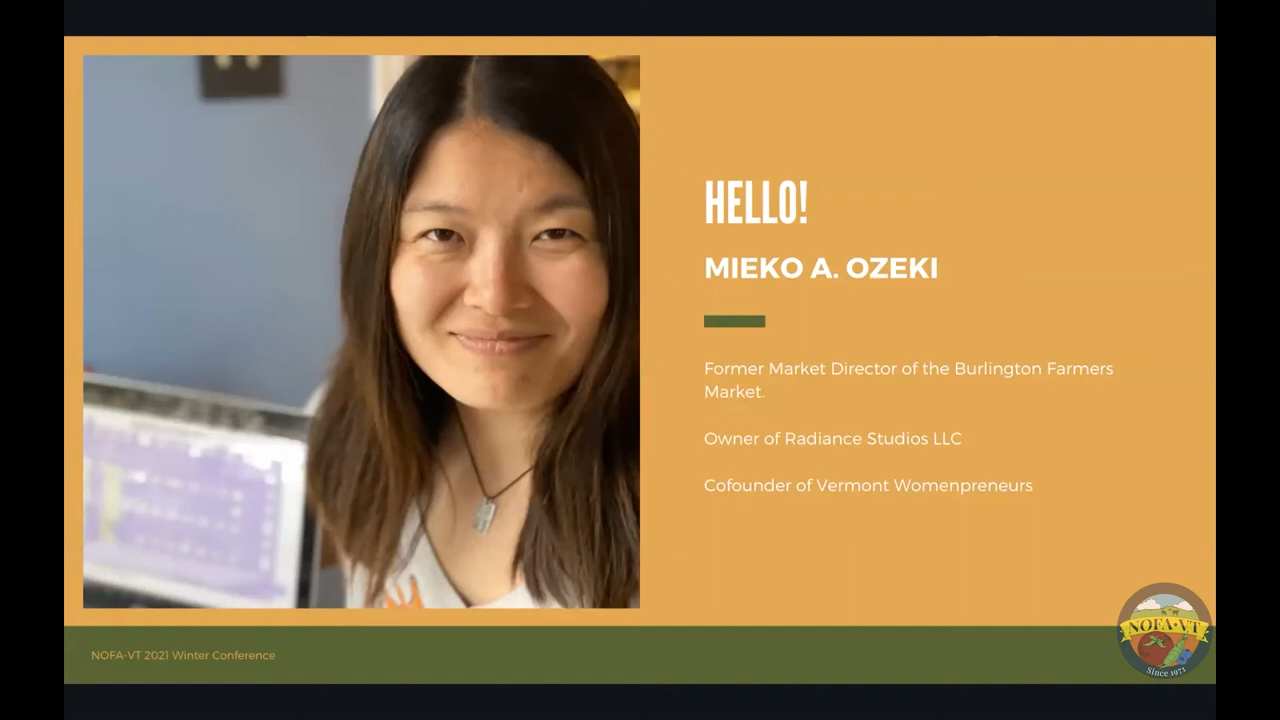 HELLO!
MIEKO A. OZEKI
Former Market Director of the Burlington Farmers
Market.
Owner of Radiance Studios LLC
Cofounder of Vermont Womenpreneurs
NOFA-VT 2021 Winter Conference
NOFA-VT
Since 1971